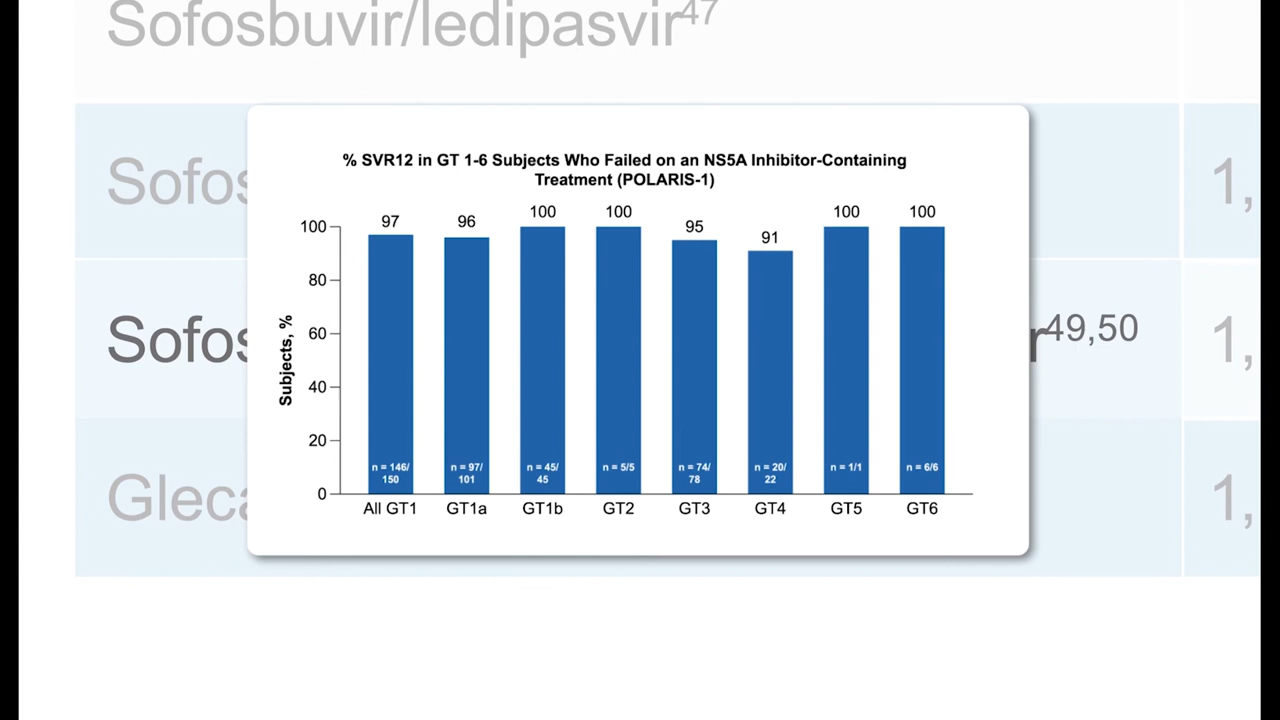 Sofosbuvir/ledipasvir47
% SVR12 in GT 1-6 Subjects Who Failed on an NS5A Inhibitor-Containing
Treatment (POLARIS-1)
97 96 100 100 95 91 100 100
100
80
60
40
20
0
Subjects, %
n = 146/
150
n = 97/
101
n = 45/
45
n = 5/5
n = 74/
78
n = 20/
22
n = 1/1
n = 6/6
All GT1 GT1a GT1b GT2 GT3 GT4 GT5 GT6
Sofos
1,
Sofos
r49,50
1,
Gleca
1,